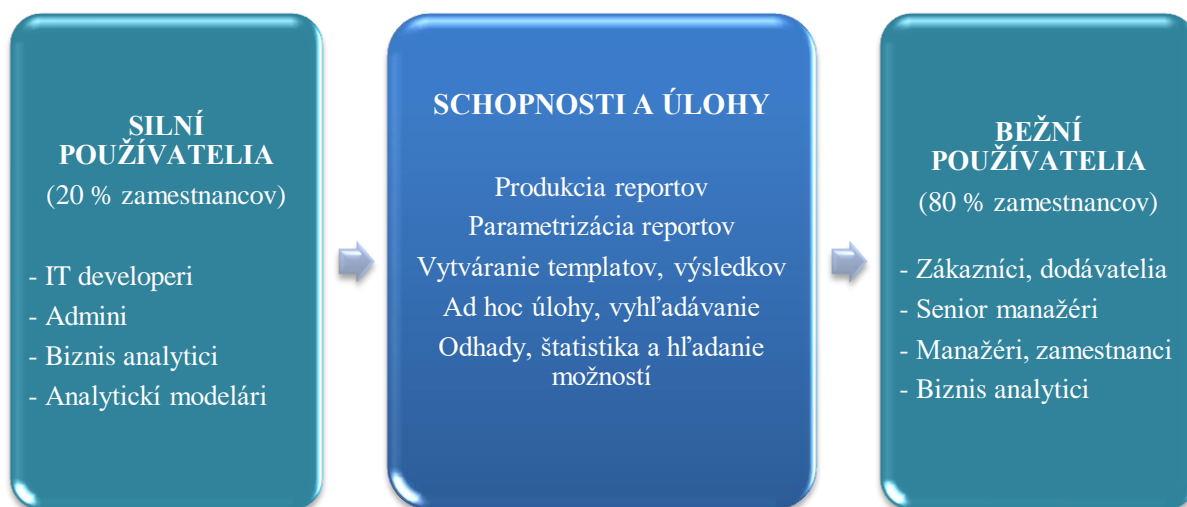 SILNÍ
POUŽÍVATELIA
(20 % zamestnancov)
- IT developeri
- Admini
- Biznis analytici
- Analytickí modelári
SCHOPNOSTI A ÚLOHY
Produkcia reportov
Parametrizácia reportov
Vytváranie templatov, výsledkov
Ad hoc úlohy, vyhľadávanie
Odhady, štatistika a hľadanie
možností
BEŽNÍ
POUŽÍVATELIA
(80 % zamestnancov)
- Zákazníci, dodávatelia
- Senior manažéri
- Manažéri, zamestnanci
- Biznis analytici